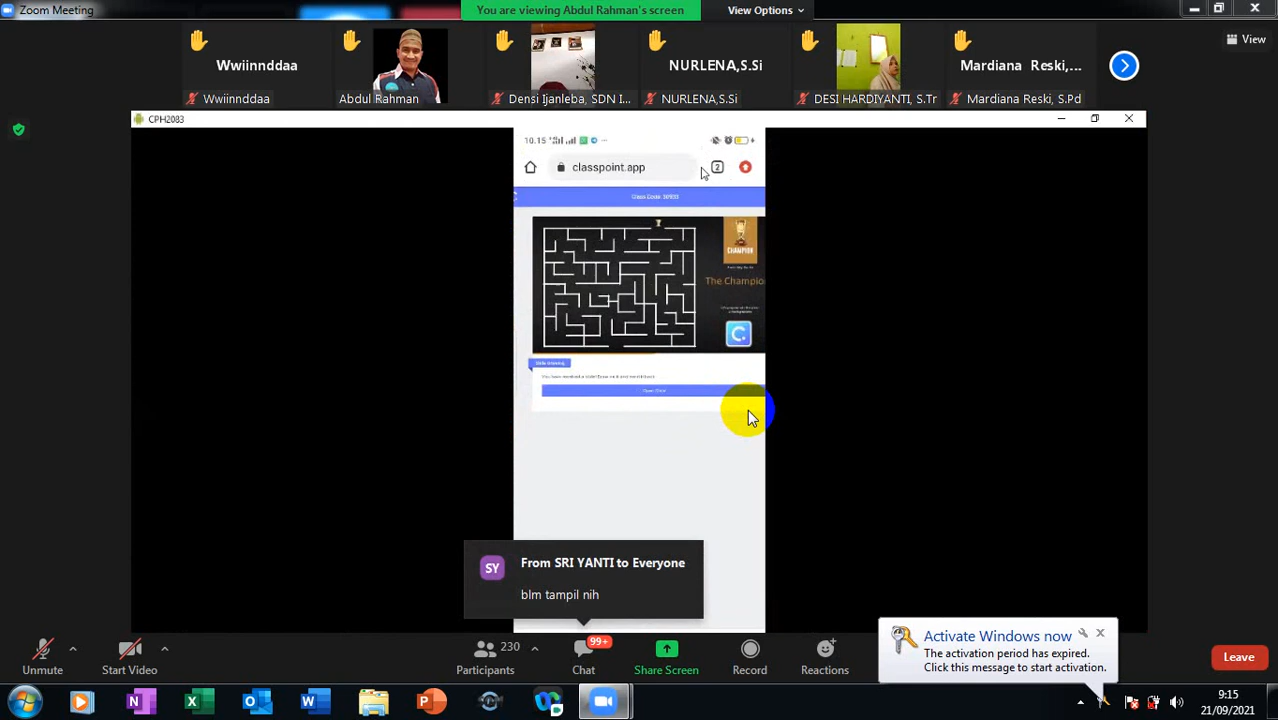 Zoom Meeting
You are viewing Abdul Rahman's screen
View Options
View
Wwiinnddaa
NURLENA,S.Si
Mardiana Reski,...
Wwiinnddaa
Abdul Rahman
Densi Ijanleba, SDN I...
NURLENA,S.Si
DESI HARDIYANTI, S.Tr
Mardiana Reski, S.Pd
CPH2083
10.15
classpoint.app
2
CHAMPION
The Champio
C.
From SRI YANTI to Everyone
SY
blm tampil nih
Activate Windows now
The activation period has expired.
Click this message to start activation.
Unmute
Start Video
230
Participants
99+
Chat
Share Screen
Record
Reactions
Leave
9:15
21/09/2021